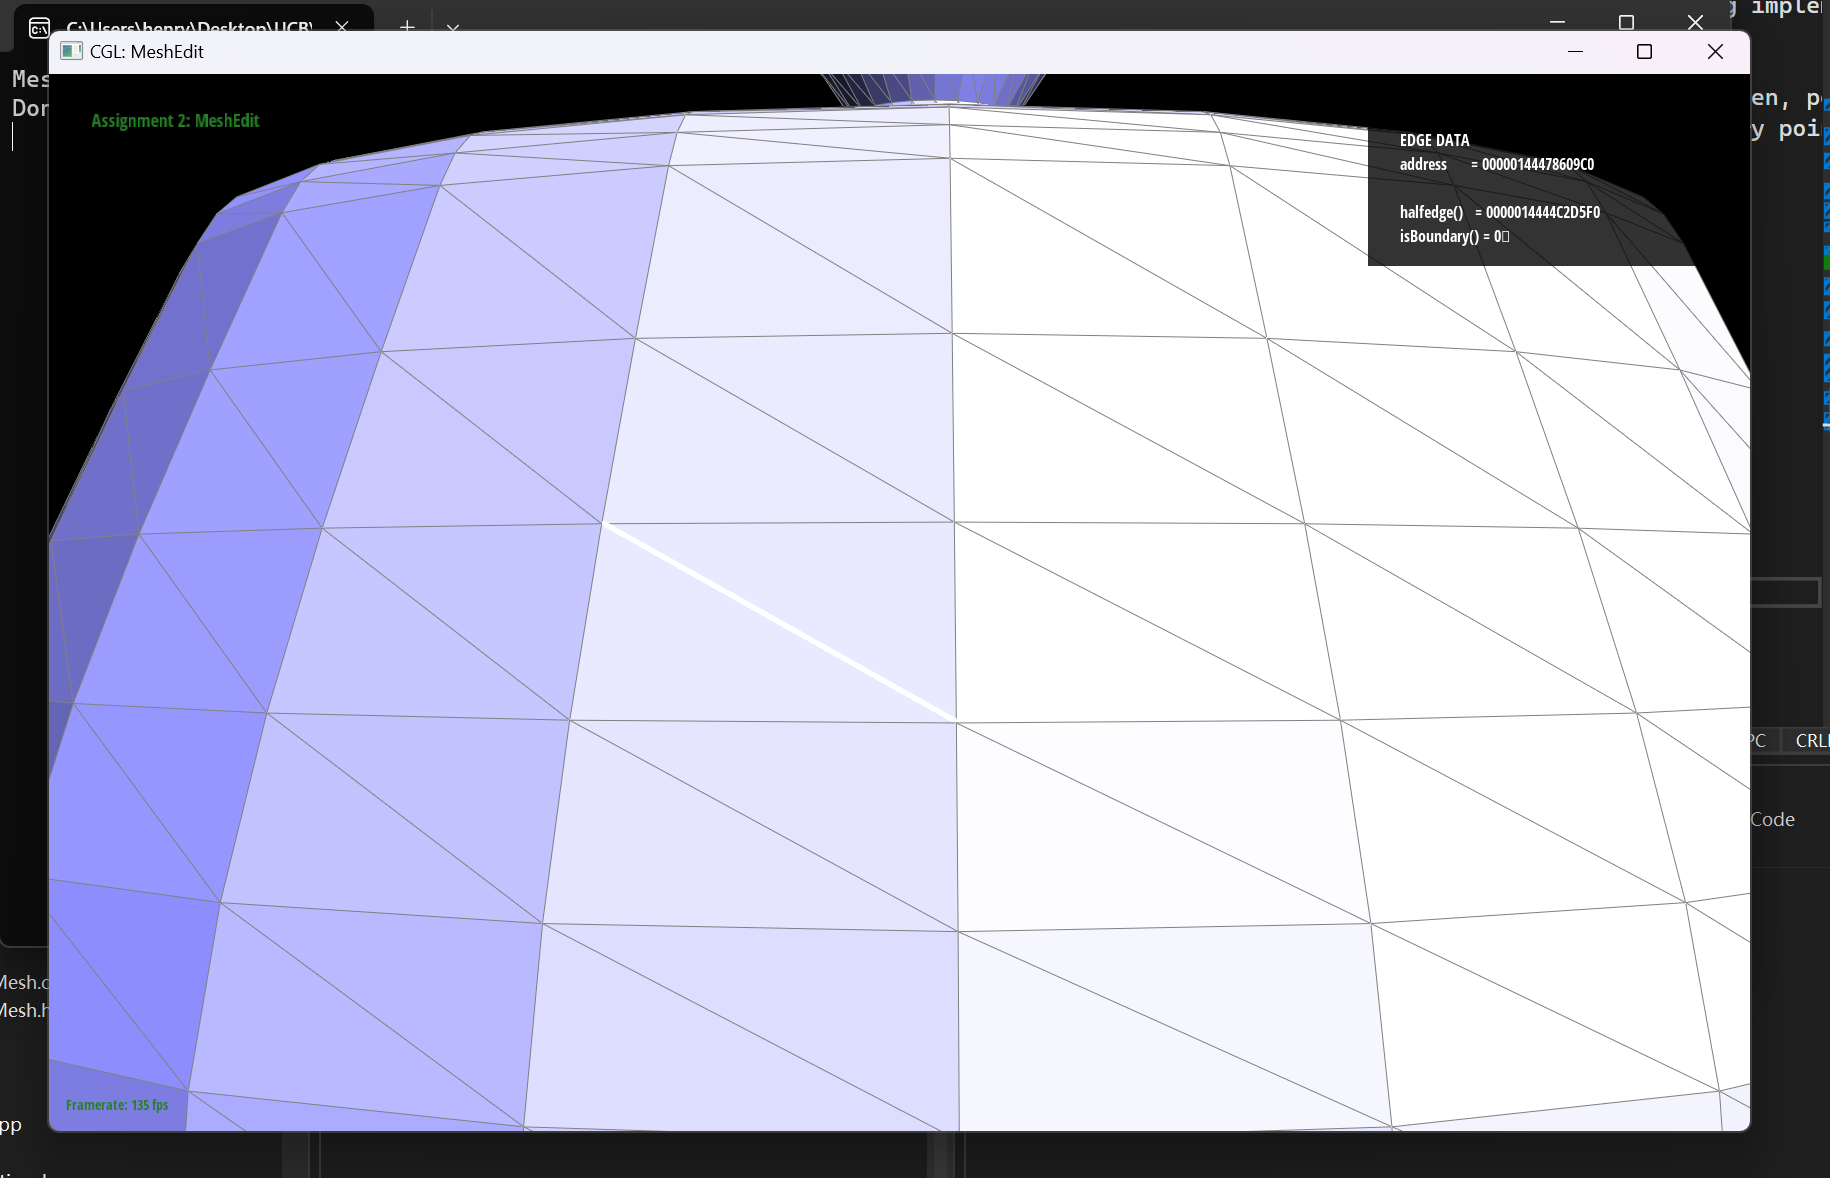 C:\Users\henry\Desktop\UCB\
CGL: MeshEdit
Mes
Dor
imple
en, p
y poi
Assignment 2: MeshEdit
EDGE DATA
address = 00000144478609C0
halfedge() = 0000014444C2D5F0
isBoundary() = 0
PC
CRL
Code
Mesh.c
Mesh.h
Framerate: 135 fps
pp